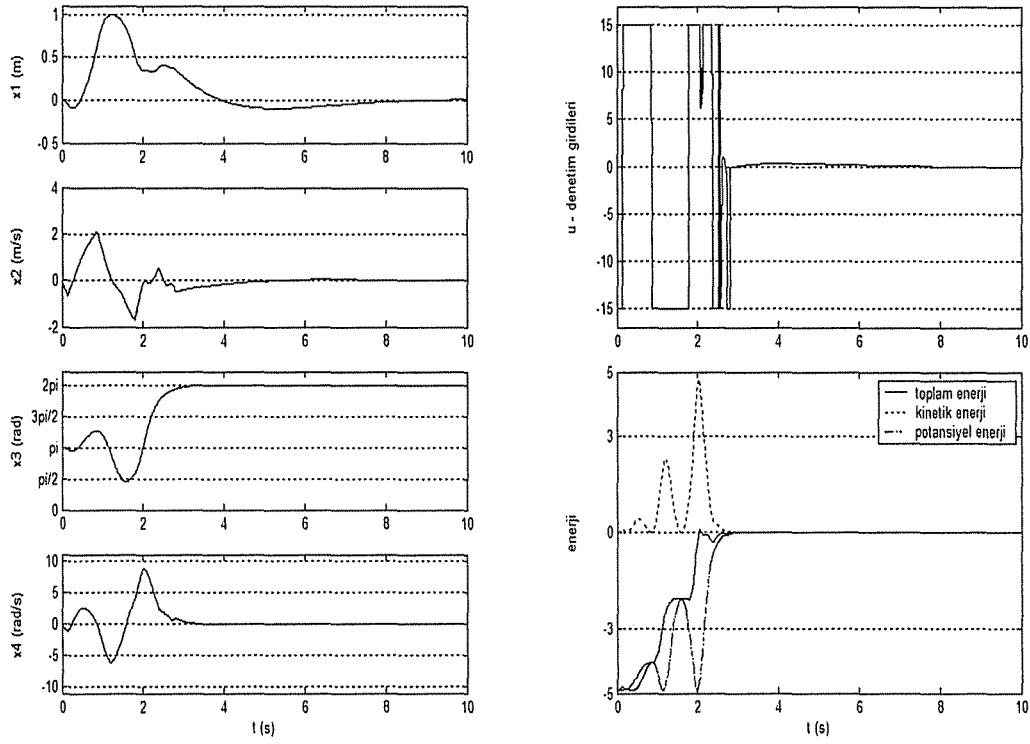 x1 (m)
1
0.5
0
-0.5
0 2 4 6 8 10
x2 (m/s)
4
2
0
-2
0 2 4 6 8 10
x3 (rad)
2pi
3pi/2
pi
pi/2
0
0 2 4 6 8 10
x4 (rad/s)
10
5
0
-5
-10
0 2 4 6 8 10
t (s)
u - denetim girdileri
15
10
5
0
-5
-10
-15
0 2 4 6 8 10
enerji
5
3
0
-3
-5
toplam enerji
kinetik enerji
potansiyel enerji
0 2 4 6 8 10
t (s)